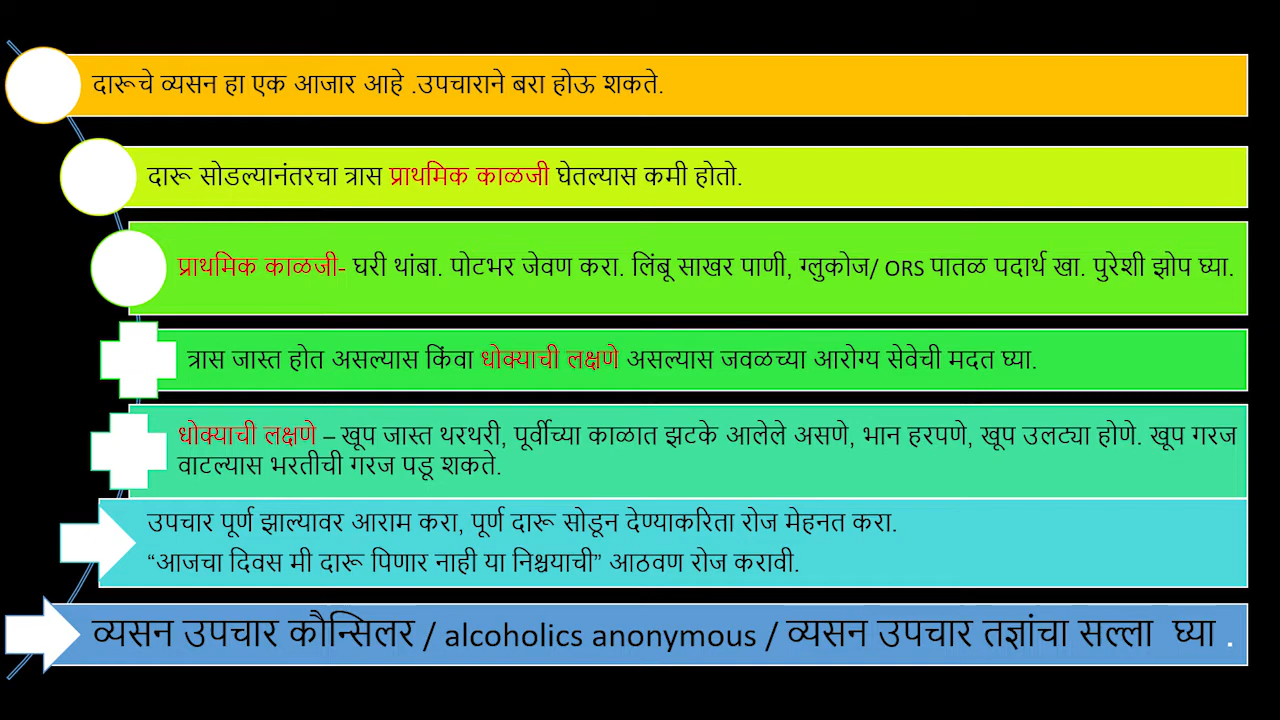 दारूचे व्यसन हा एक आजार आहे .उपचाराने बरा होऊ शकते.
दारू सोडल्यानंतरचा त्रास प्राथमिक काळजी घेतल्यास कमी होतो.
प्राथमिक काळजी- घरी थांबा. पोटभर जेवण करा. लिंबू साखर पाणी, ग्लुकोज/ ORS पातळ पदार्थ खा. पुरेशी झोप घ्या.
त्रास जास्त होत असल्यास किंवा धोक्याची लक्षणे असल्यास जवळच्या आरोग्य सेवेची मदत घ्या.
धोक्याची लक्षणे – खूप जास्त थरथरी, पूर्वीच्या काळात झटके आलेले असणे, भान हरपणे, खूप उलट्या होणे. खूप गरज
वाटल्यास भरतीची गरज पडू शकते.
उपचार पूर्ण झाल्यावर आराम करा, पूर्ण दारू सोडून देण्याकरिता रोज मेहनत करा.
“आजचा दिवस मी दारू पिणार नाही या निश्चयाची” आठवण रोज करावी.
व्यसन उपचार कौन्सिलर / alcoholics anonymous / व्यसन उपचार तज्ञांचा सल्ला घ्या .